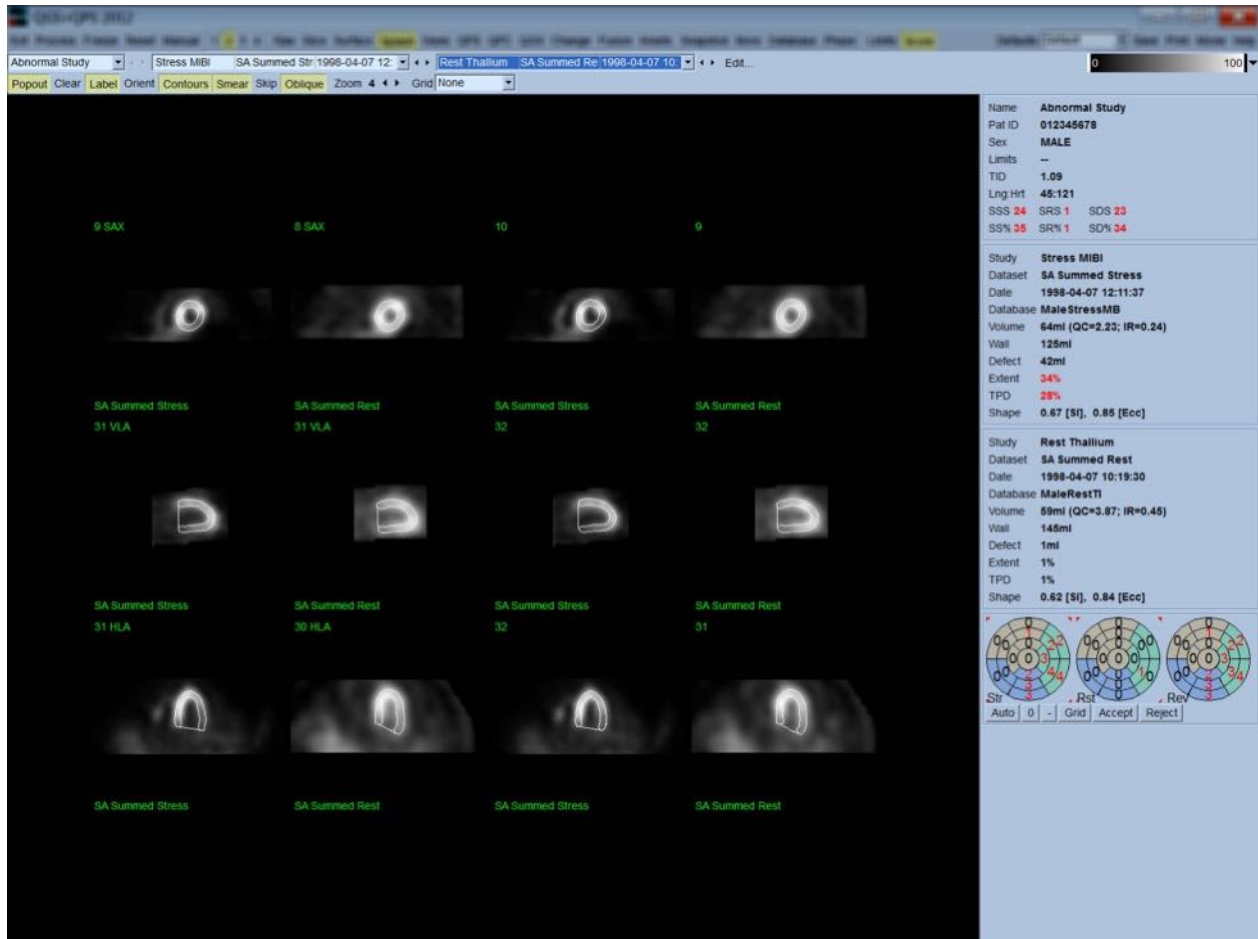 QGS+QPS 2012
Abnormal Study Stress MIBI SA Summed Str 1998-04-07 12: Rest Thallium SA Summed Re 1998-04-07 10: Edit... 0 100
Popout Clear Label Orient Contours Smear Skip Oblique Zoom 4 Grid None
9 SAX 8 SAX 10 9
SA Summed Stress SA Summed Rest SA Summed Stress SA Summed Rest
31 VLA 31 VLA 32 32
SA Summed Stress SA Summed Rest SA Summed Stress SA Summed Rest
31 HLA 30 HLA 32 31
SA Summed Stress SA Summed Rest SA Summed Stress SA Summed Rest
Name Abnormal Study
Pat ID 012345678
Sex MALE
Limits --
TID 1.09
Lng:Hrt 45:121
SSS 24 SRS 1 SDS 23
SS% 35 SR% 1 SD% 34
Study Stress MIBI
Dataset SA Summed Stress
Date 1998-04-07 12:11:37
Database MaleStressMB
Volume 64ml (QC=2.23; IR=0.24)
Wall 125ml
Defect 42ml
Extent 34%
TPD 28%
Shape 0.67 [SI], 0.85 [Ecc]
Study Rest Thallium
Dataset SA Summed Rest
Date 1998-04-07 10:19:30
Database MaleRestTl
Volume 59ml (QC=3.87; IR=0.45)
Wall 145ml
Defect 1ml
Extent 1%
TPD 1%
Shape 0.62 [SI], 0.84 [Ecc]
Str Rst Rev
Auto 0 - Grid Accept Reject